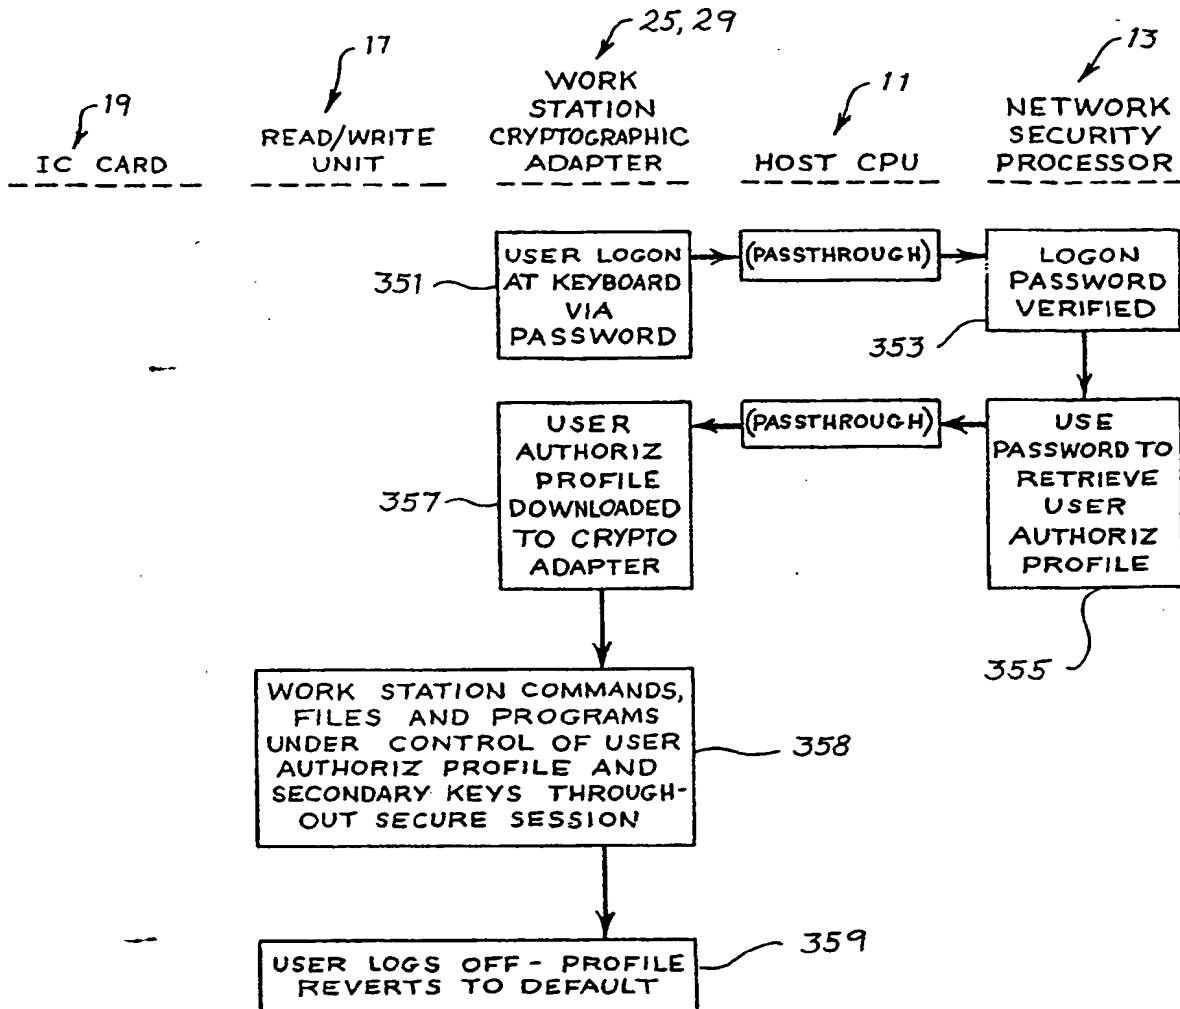 25, 29
17
13
19
11
WORK
STATION
CRYPTOGRAPHIC
ADAPTER
NETWORK
SECURITY
PROCESSOR
READ/WRITE
UNIT
IC CARD
HOST CPU
USER LOGON
AT KEYBOARD
VIA
PASSWORD
351
(PASSTHROUGH)
LOGON
PASSWORD
VERIFIED
353
USER
AUTHORIZ
PROFILE
DOWNLOADED
TO CRYPTO
ADAPTER
357
(PASSTHROUGH)
USE
PASSWORD TO
RETRIEVE
USER
AUTHORIZ
PROFILE
355
WORK STATION COMMANDS,
FILES AND PROGRAMS
UNDER CONTROL OF USER
AUTHORIZ PROFILE AND
SECONDARY KEYS THROUGH-
OUT SECURE SESSION
358
USER LOGS OFF - PROFILE
REVERTS TO DEFAULT
359